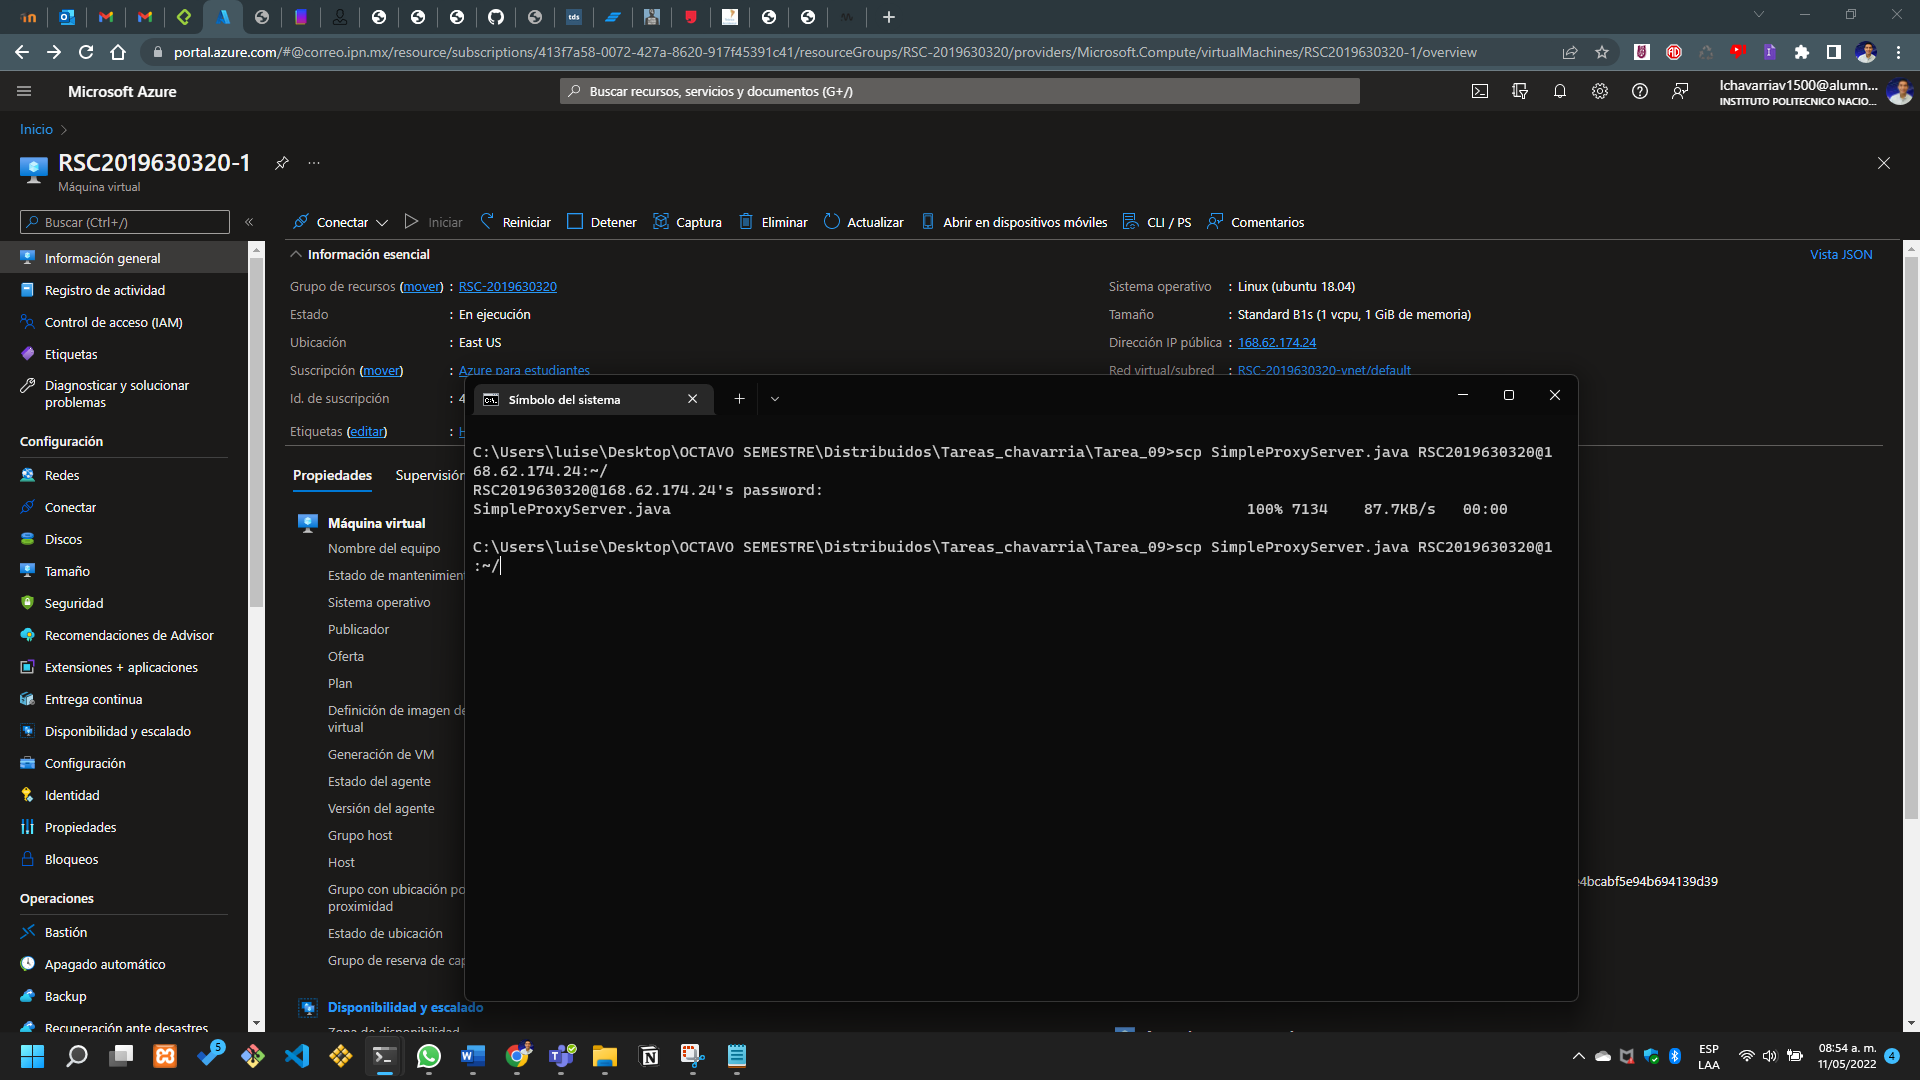 portal.azure.com/#@correo.ipn.mx/resource/subscriptions/413f7a58-0072-427a-8620-917f45391c41/resourceGroups/RSC-2019630320/providers/Microsoft.Compute/virtualMachines/RSC2019630320-1/overview
Microsoft Azure
Buscar recursos, servicios y documentos (G+/)
lchavarriav1500@alumn...
INSTITUTO POLITECNICO NACIO...
Inicio
RSC2019630320-1
Máquina virtual
Buscar (Ctrl+/)
Conectar
Iniciar
Reiniciar
Detener
Captura
Eliminar
Actualizar
Abrir en dispositivos móviles
CLI / PS
Comentarios
Información general
Registro de actividad
Control de acceso (IAM)
Etiquetas
Diagnosticar y solucionar
problemas
Configuración
Redes
Conectar
Discos
Tamaño
Seguridad
Recomendaciones de Advisor
Extensiones + aplicaciones
Entrega continua
Disponibilidad y escalado
Configuración
Identidad
Propiedades
Bloqueos
Operaciones
Bastión
Apagado automático
Backup
Recuperación ante desastres
Información esencial
Vista JSON
Grupo de recursos (mover) : RSC-2019630320
Estado : En ejecución
Ubicación : East US
Suscripción (mover) : Azure para estudiantes
Id. de suscripción : 4
Etiquetas (editar) : H
Sistema operativo : Linux (ubuntu 18.04)
Tamaño : Standard B1s (1 vcpu, 1 GiB de memoria)
Dirección IP pública : 168.62.174.24
Red virtual/subred : RSC-2019630320-vnet/default
Propiedades
Supervisión
Máquina virtual
Nombre del equipo
Estado de mantenimien
Sistema operativo
Publicador
Oferta
Plan
Definición de imagen de
virtual
Generación de VM
Estado del agente
Versión del agente
Grupo host
Host
Grupo con ubicación po
proximidad
Estado de ubicación
Grupo de reserva de cap
Disponibilidad y escalado
Zona de disponibilidad
e4bcabf5e94b694139d39
Símbolo del sistema
C:\Users\luise\Desktop\OCTAVO SEMESTRE\Distribuidos\Tareas_chavarria\Tarea_09>scp SimpleProxyServer.java RSC2019630320@1
68.62.174.24:~/
RSC2019630320@168.62.174.24's password:
SimpleProxyServer.java 100% 7134 87.7KB/s 00:00
C:\Users\luise\Desktop\OCTAVO SEMESTRE\Distribuidos\Tareas_chavarria\Tarea_09>scp SimpleProxyServer.java RSC2019630320@1
:~/
5
ESP
LAA
08:54 a. m.
11/05/2022
4